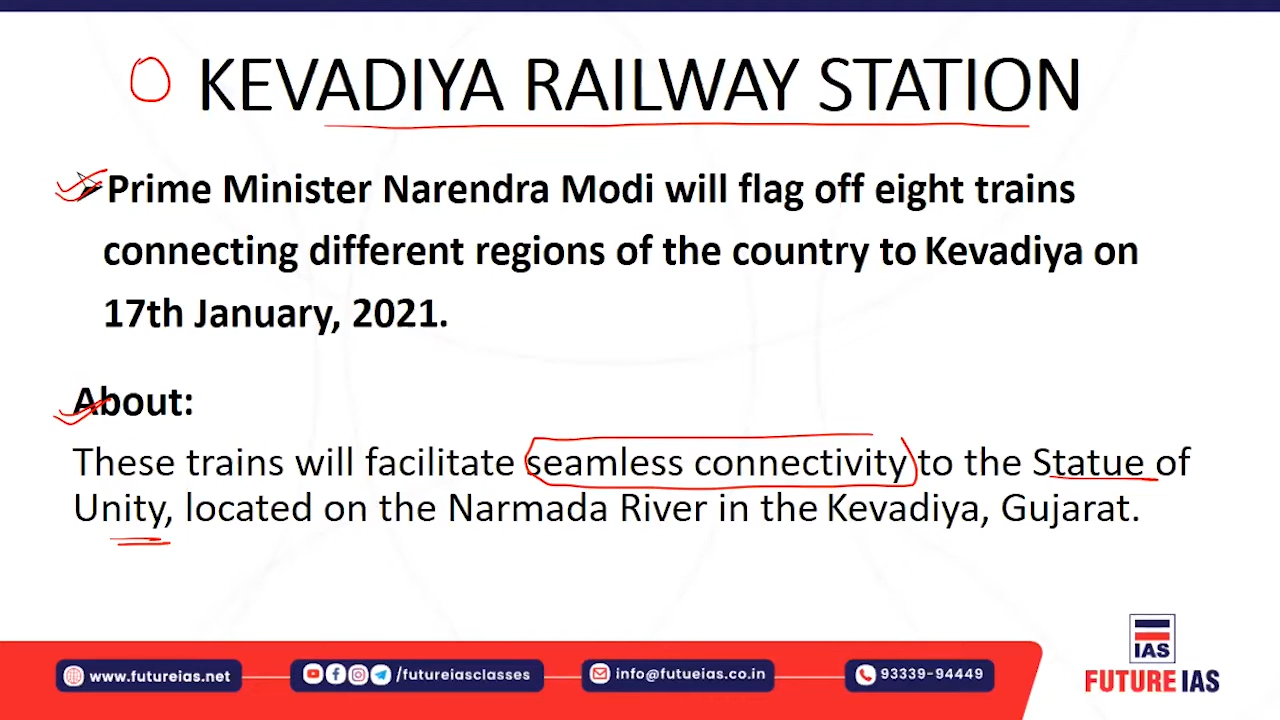 KEVADIYA RAILWAY STATION
Prime Minister Narendra Modi will flag off eight trains
connecting different regions of the country to Kevadiya on
17th January, 2021.
About:
These trains will facilitate seamless connectivity to the Statue of
Unity, located on the Narmada River in the Kevadiya, Gujarat.
www.futureias.net
/futureiasclasses
info@futueias.co.in
93339-94449
IAS
FUTURE IAS